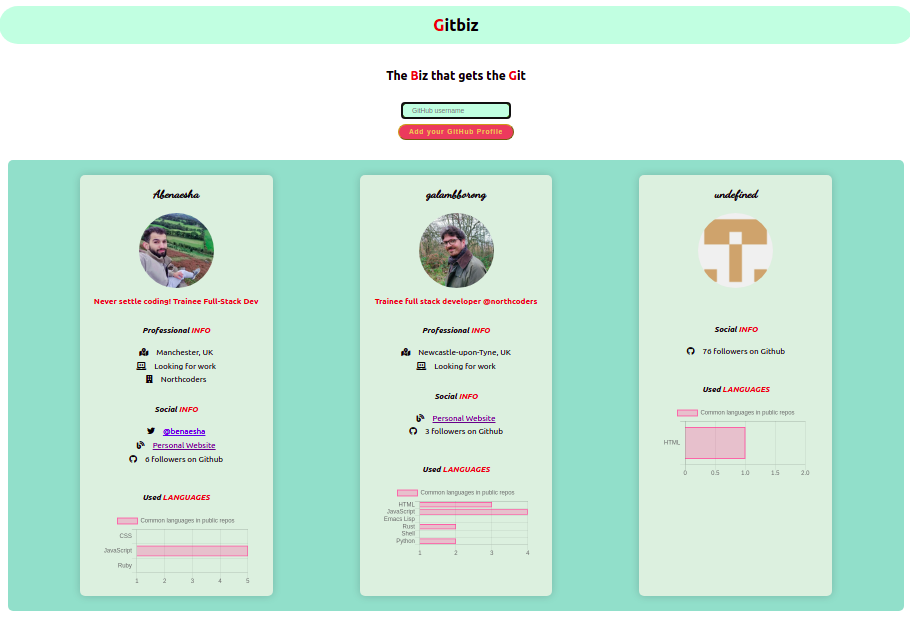 Gitbiz
The Biz that gets the Git
GitHub username
Add your GitHub Profile
Abenaesha
Never settle coding! Trainee Full-Stack Dev
Professional INFO
Manchester, UK
Looking for work
Northcoders
Social INFO
@benaesha
Personal Website
6 followers on Github
Used LANGUAGES
Common languages in public repos
CSS
JavaScript
Ruby
1 2 3 4 5
galambborong
Trainee full stack developer @northcoders
Professional INFO
Newcastle-upon-Tyne, UK
Looking for work
Social INFO
Personal Website
3 followers on Github
Used LANGUAGES
Common languages in public repos
HTML
JavaScript
Emacs Lisp
Rust
Shell
Python
1 2 3 4
undefined
Social INFO
76 followers on Github
Used LANGUAGES
Common languages in public repos
HTML
0 0.5 1.0 1.5 2.0